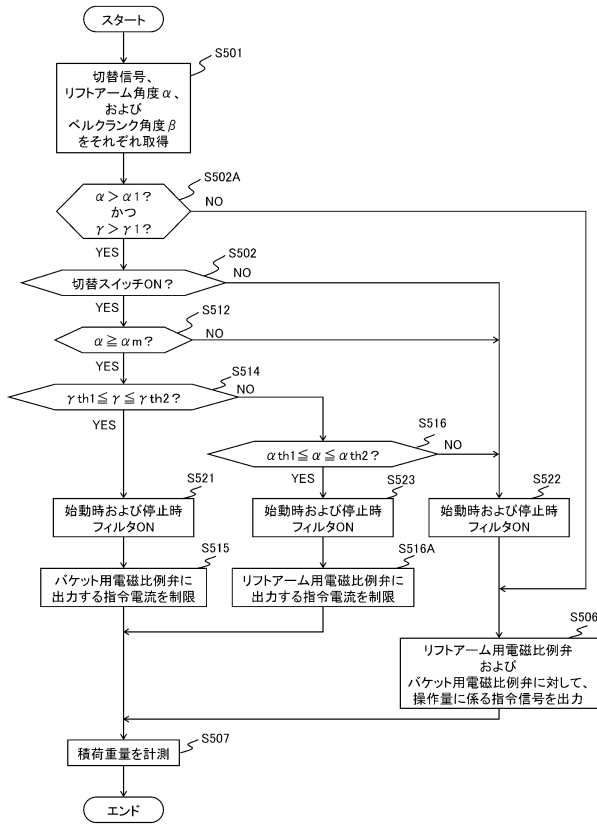 スタート
S501
切替信号、
リフトアーム角度α、
および
ベルクランク角度β
をそれぞれ取得
S502A
α＞α1?
かつ
γ＞γ1?
NO
YES
S502
切替スイッチON?
NO
YES
S512
α≧αm?
NO
YES
S514
γth1≦γ≦γth2?
NO
YES
S516
αth1≦α≦αth2?
NO
YES
S521
始動時および停止時
フィルタON
S523
始動時および停止時
フィルタON
S522
始動時および停止時
フィルタON
S515
バケット用電磁比例弁に
出力する指令電流を制限
S516A
リフトアーム用電磁比例弁に
出力する指令電流を制限
S506
リフトアーム用電磁比例弁
および
バケット用電磁比例弁に対して、
操作量に係る指令信号を出力
S507
積荷重量を計測
エンド